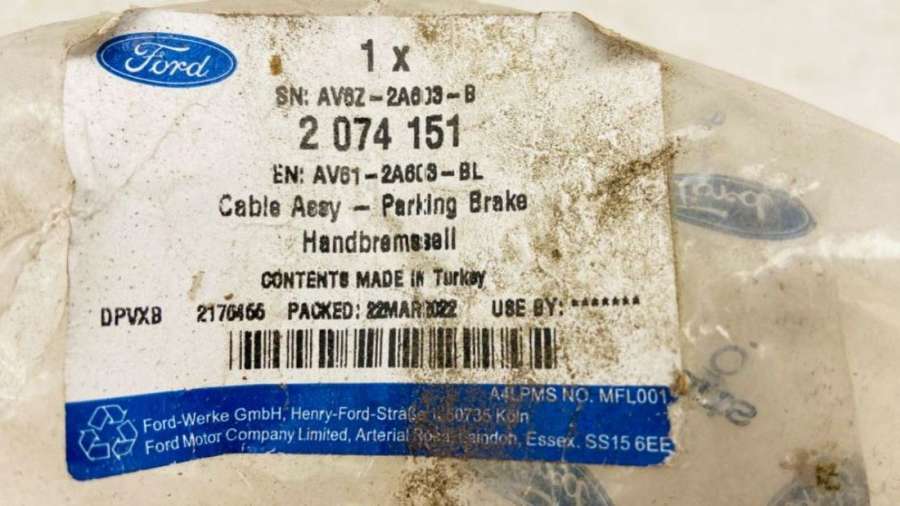 Ford
1 x
SN: AV6Z-2A603-B
2 074 151
EN: AV61-2A603-BL
Cable Assy - Parking Brake
Handbremsseil
CONTENTS MADE IN Turkey
DPVXB 2176466 PACKED: 22MAR2022 USE BY: *******
A4LPMS NO. MFL001
Ford-Werke GmbH, Henry-Ford-Straße 50735 Köln
Ford Motor Company Limited, Arterial Road, Laindon, Essex. SS15 6EE
Ford